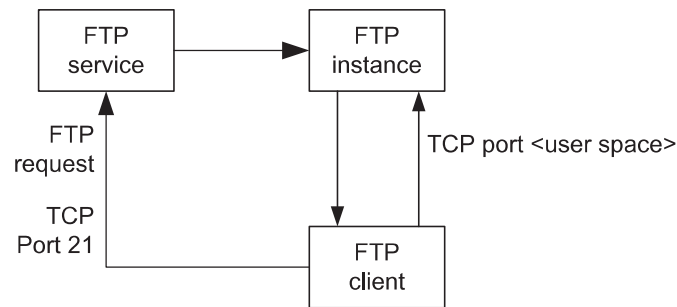 FTP
service
FTP
instance
FTP
request
TCP port <user space>
TCP
Port 21
FTP
client